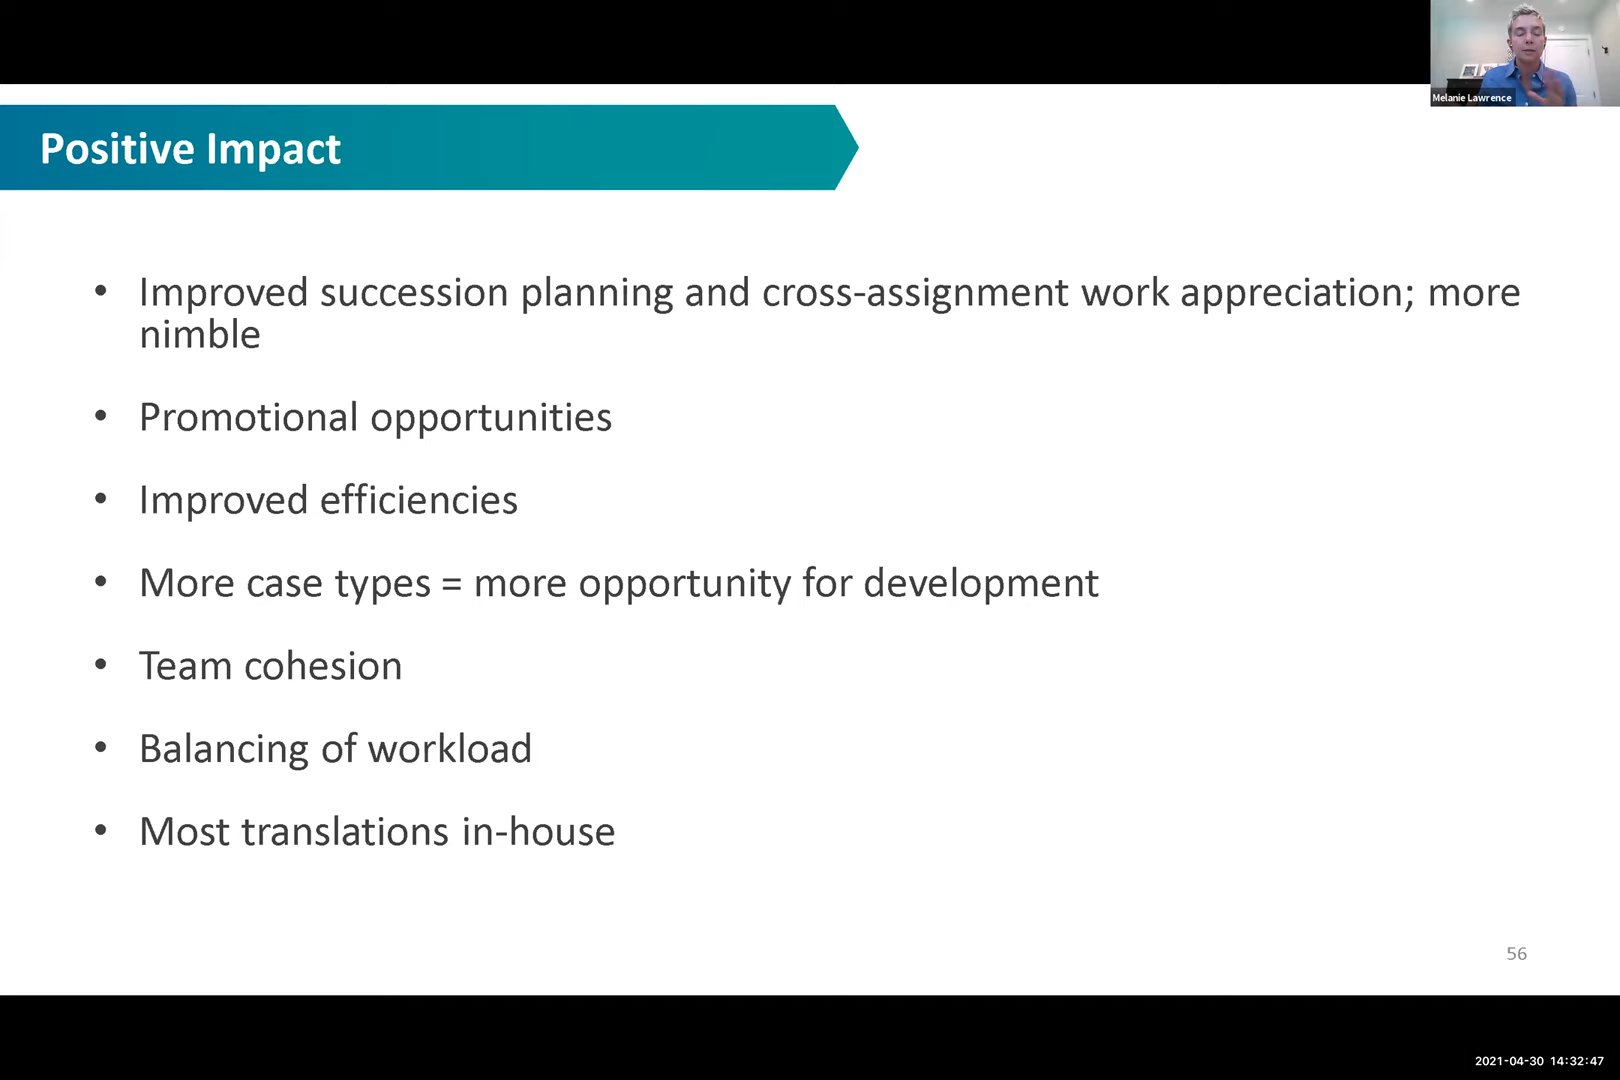 Melanie Lawrence
Positive Impact
• Improved succession planning and cross-assignment work appreciation; more
nimble
• Promotional opportunities
• Improved efficiencies
• More case types = more opportunity for development
• Team cohesion
• Balancing of workload
• Most translations in-house
56
2021-04-30 14:32:47